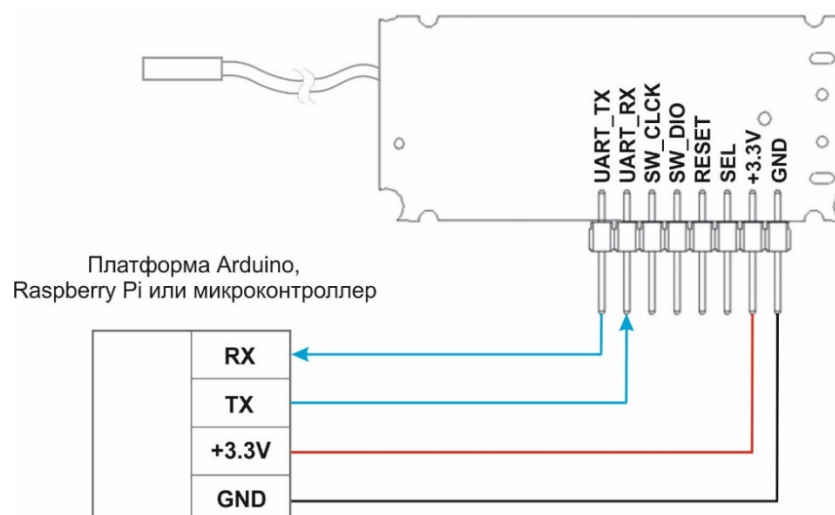 UART_TX
UART_RX
SW_CLCK
SW_DIO
RESET
SEL
+3.3V
GND
Платформа Arduino,
Raspberry Pi или микроконтроллер
RX
TX
+3.3V
GND